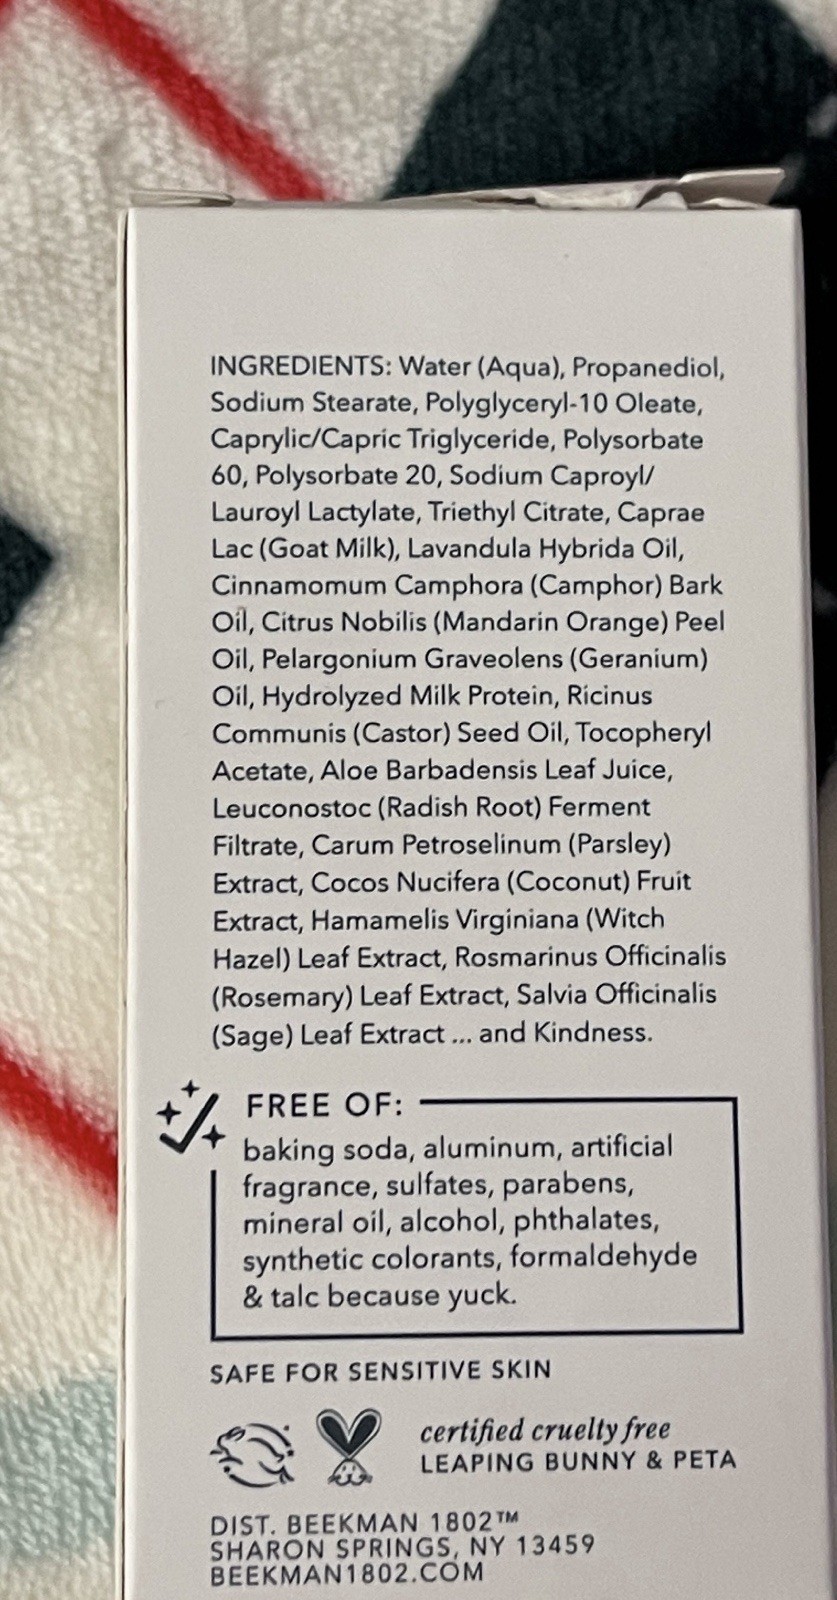 INGREDIENTS: Water (Aqua), Propanediol,
Sodium Stearate, Polyglyceryl-10 Oleate,
Caprylic/Capric Triglyceride, Polysorbate
60, Polysorbate 20, Sodium Caproyl/
Lauroyl Lactylate, Triethyl Citrate, Caprae
Lac (Goat Milk), Lavandula Hybrida Oil,
Cinnamomum Camphora (Camphor) Bark
Oil, Citrus Nobilis (Mandarin Orange) Peel
Oil, Pelargonium Graveolens (Geranium)
Oil, Hydrolyzed Milk Protein, Ricinus
Communis (Castor) Seed Oil, Tocopheryl
Acetate, Aloe Barbadensis Leaf Juice,
Leuconostoc (Radish Root) Ferment
Filtrate, Carum Petroselinum (Parsley)
Extract, Cocos Nucifera (Coconut) Fruit
Extract, Hamamelis Virginiana (Witch
Hazel) Leaf Extract, Rosmarinus Officinalis
(Rosemary) Leaf Extract, Salvia Officinalis
(Sage) Leaf Extract ... and Kindness.
FREE OF:
baking soda, aluminum, artificial
fragrance, sulfates, parabens,
mineral oil, alcohol, phthalates,
synthetic colorants, formaldehyde
& talc because yuck.
SAFE FOR SENSITIVE SKIN
certified cruelty free
LEAPING BUNNY & PETA
DIST. BEEKMAN 1802™
SHARON SPRINGS, NY 13459
BEEKMAN1802.COM